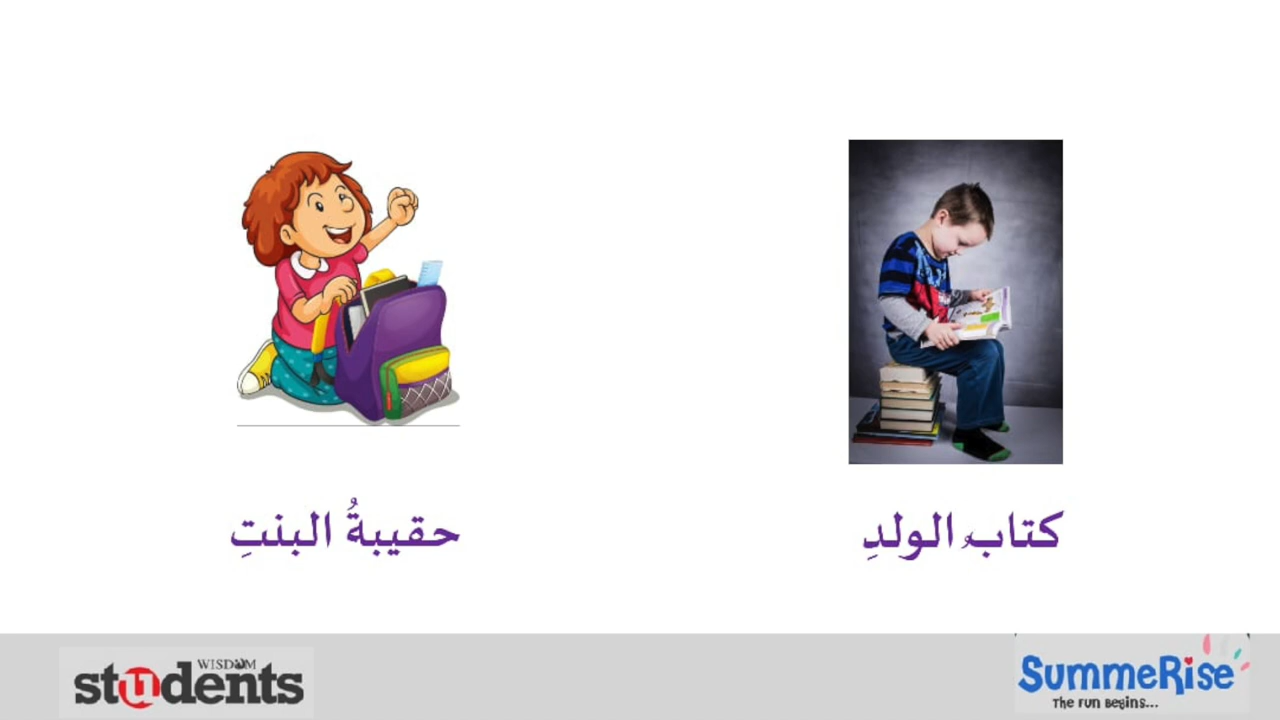 كتابُ الولدِ
حقيبةُ البنتِ
WISDOM
students
SummeRise
The Fun Begins...